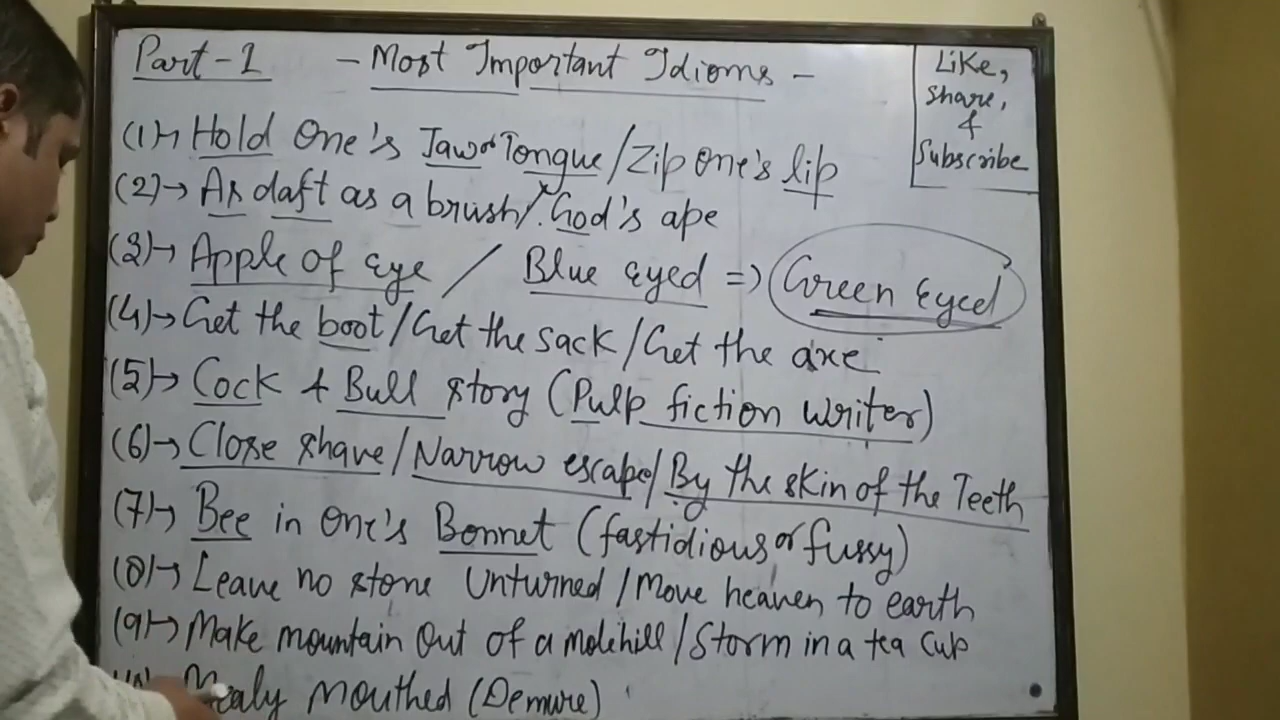 Part-1 - Most Important Idioms -
Like,
Share,
&
Subscribe
(1)→ Hold One's Jaw or Tongue/Zip one's lip
(2)→ As daft as a brush/God's ape
(3)→ Apple of eye / Blue eyed => Green Eyed
(4)→ Get the boot/Get the sack/Get the axe
(5)→ Cock & Bull story (Pulp fiction writer)
(6)→ Close shave/Narrow escape/By the skin of the Teeth
(7)→ Bee in one's Bonnet (fastidious or fussy)
(8)→ Leave no stone Unturned/Move heaven to earth
(9)→ Make mountain out of a molehill/Storm in a tea cup
Mealy Mouthed (Demure)